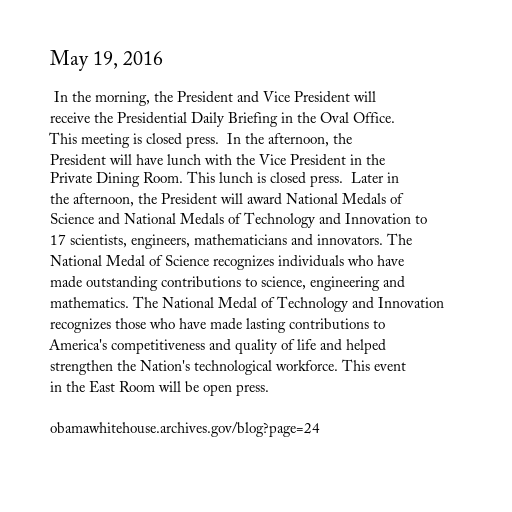 May 19, 2016
In the morning, the President and Vice President will
receive the Presidential Daily Briefing in the Oval Office.
This meeting is closed press.  In the afternoon, the
President will have lunch with the Vice President in the
Private Dining Room. This lunch is closed press.  Later in
the afternoon, the President will award National Medals of
Science and National Medals of Technology and Innovation to
17 scientists, engineers, mathematicians and innovators. The
National Medal of Science recognizes individuals who have
made outstanding contributions to science, engineering and
mathematics. The National Medal of Technology and Innovation
recognizes those who have made lasting contributions to
America's competitiveness and quality of life and helped
strengthen the Nation's technological workforce. This event
in the East Room will be open press.
obamawhitehouse.archives.gov/blog?page=24